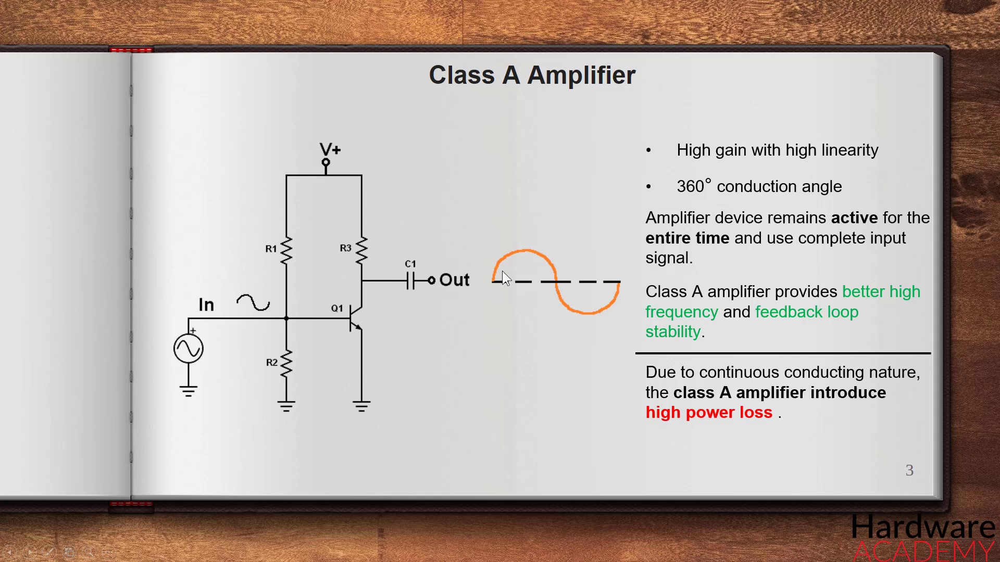 Class A Amplifier
V+
R1
R3
C1
Out
In
Q1
+
R2
• High gain with high linearity
• 360° conduction angle
Amplifier device remains active for the
entire time and use complete input
signal.
Class A amplifier provides better high
frequency and feedback loop
stability.
Due to continuous conducting nature,
the class A amplifier introduce
high power loss .
3
Hardware
ACADEMY